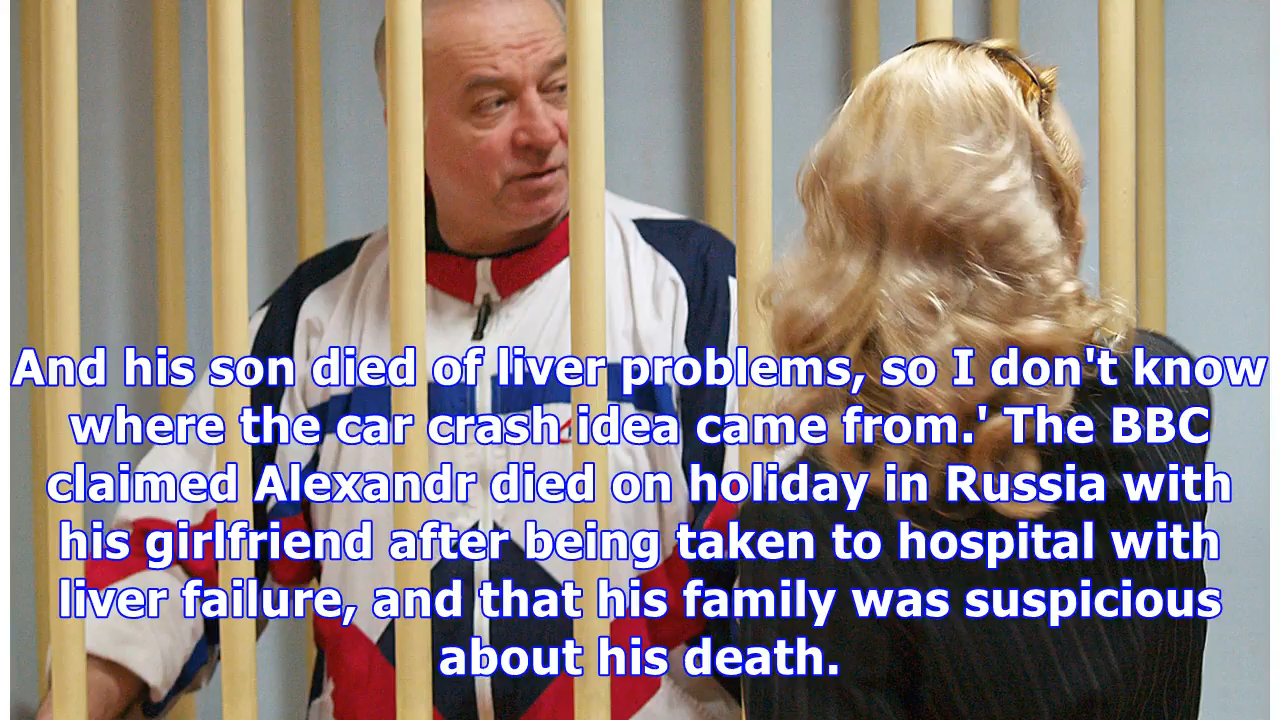 And his son died of liver problems, so I don't know
where the car crash idea came from.' The BBC
claimed Alexandr died on holiday in Russia with
his girlfriend after being taken to hospital with
liver failure, and that his family was suspicious
about his death.